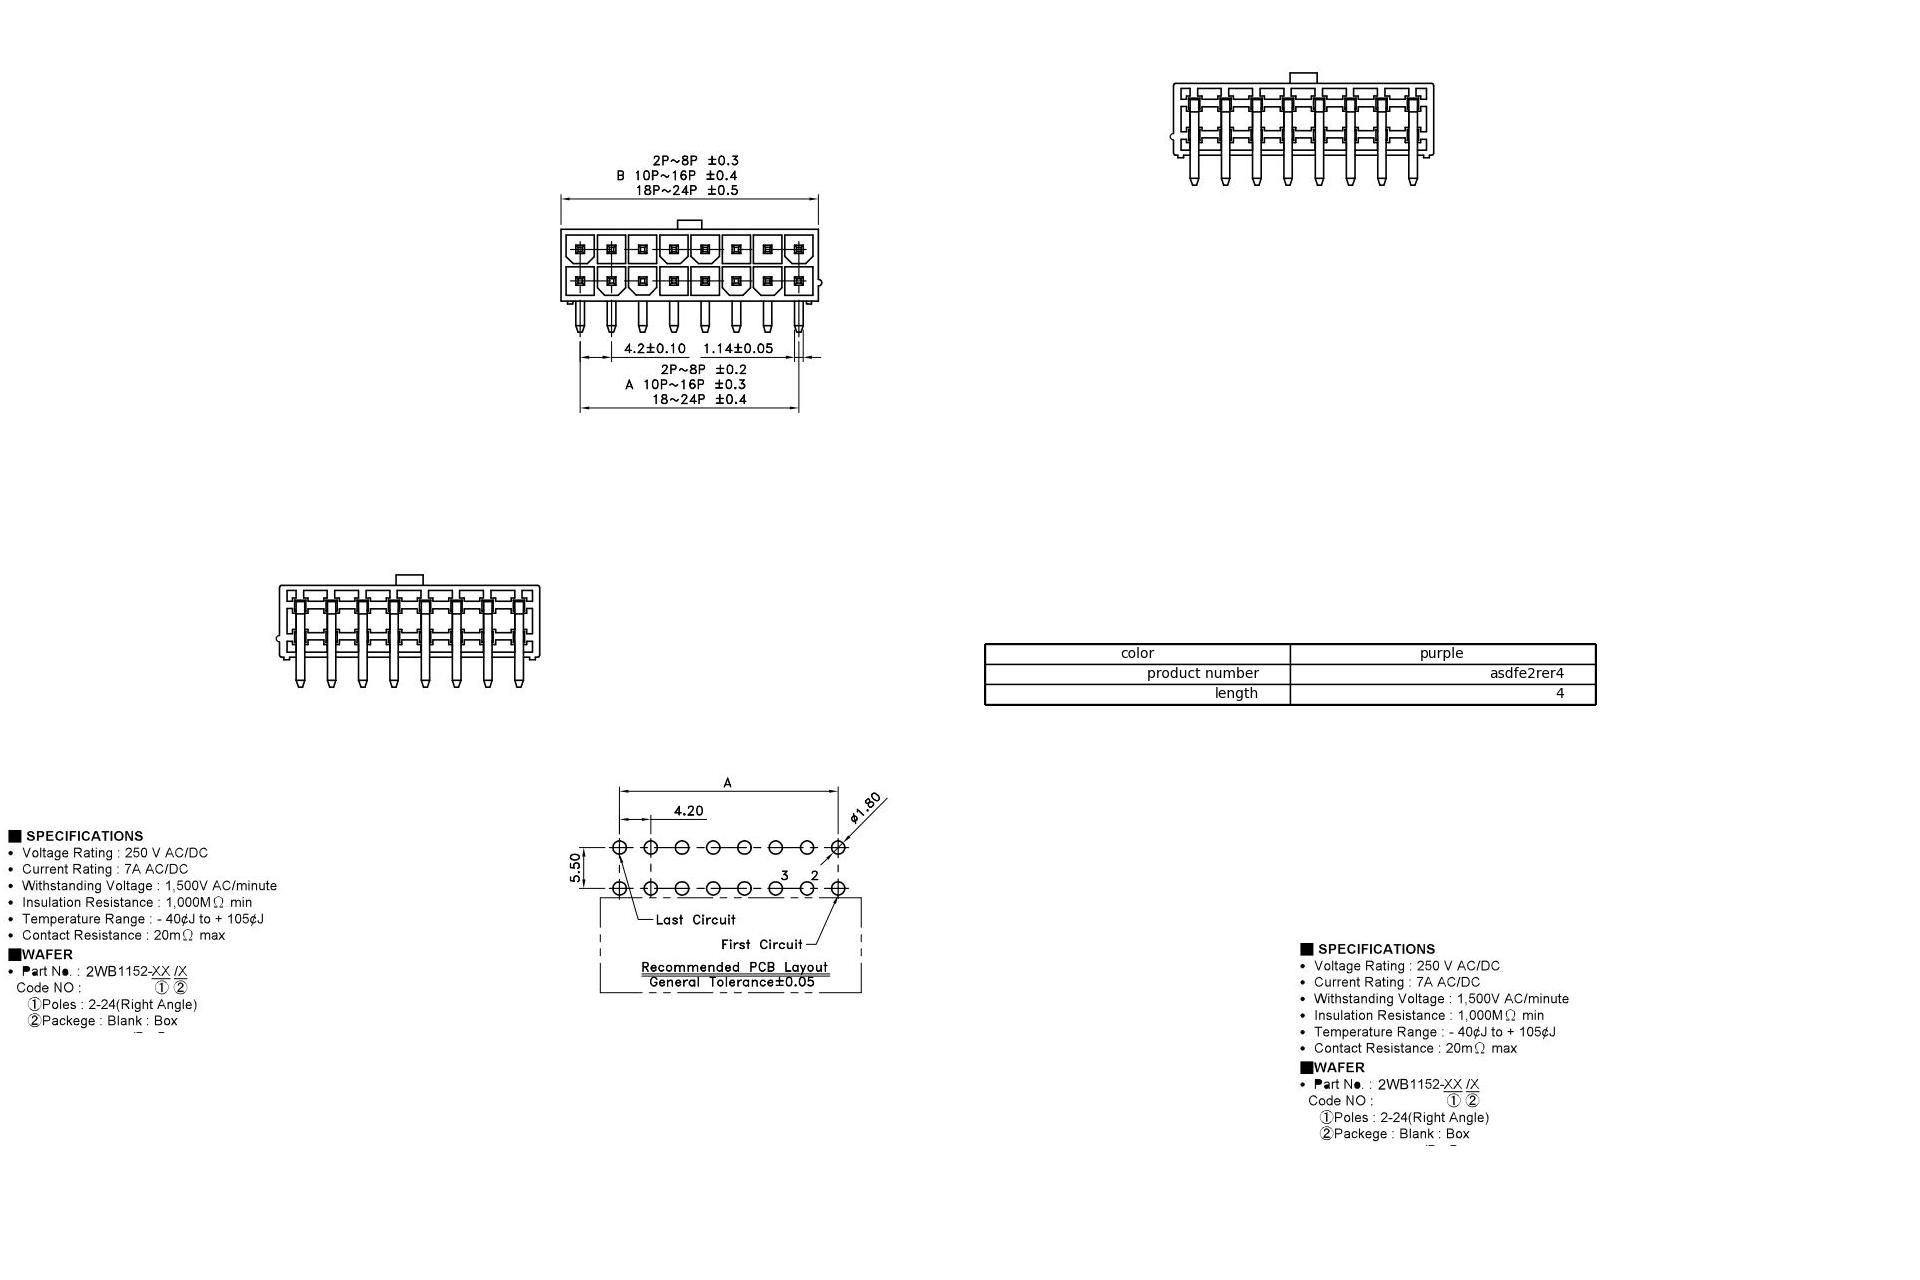 2P~8P ±0.3
B 10P~16P ±0.4
18P~24P ±0.5
4.2±0.10 1.14±0.05
2P~8P ±0.2
A 10P~16P ±0.3
18~24P ±0.4
color purple
product number asdfe2rer4
length 4
A
4.20
ø1.80
5.50
3 2
Last Circuit
First Circuit
Recommended PCB Layout
General Tolerance±0.05
■ SPECIFICATIONS
• Voltage Rating : 250 V AC/DC
• Current Rating : 7A AC/DC
• Withstanding Voltage : 1,500V AC/minute
• Insulation Resistance : 1,000MΩ min
• Temperature Range : - 40¢J to + 105¢J
• Contact Resistance : 20mΩ max
■WAFER
• Part No. : 2WB1152-XX /X
Code NO : ① ②
①Poles : 2-24(Right Angle)
②Packege : Blank : Box
■ SPECIFICATIONS
• Voltage Rating : 250 V AC/DC
• Current Rating : 7A AC/DC
• Withstanding Voltage : 1,500V AC/minute
• Insulation Resistance : 1,000MΩ min
• Temperature Range : - 40¢J to + 105¢J
• Contact Resistance : 20mΩ max
■WAFER
• Part No. : 2WB1152-XX /X
Code NO : ① ②
①Poles : 2-24(Right Angle)
②Packege : Blank : Box